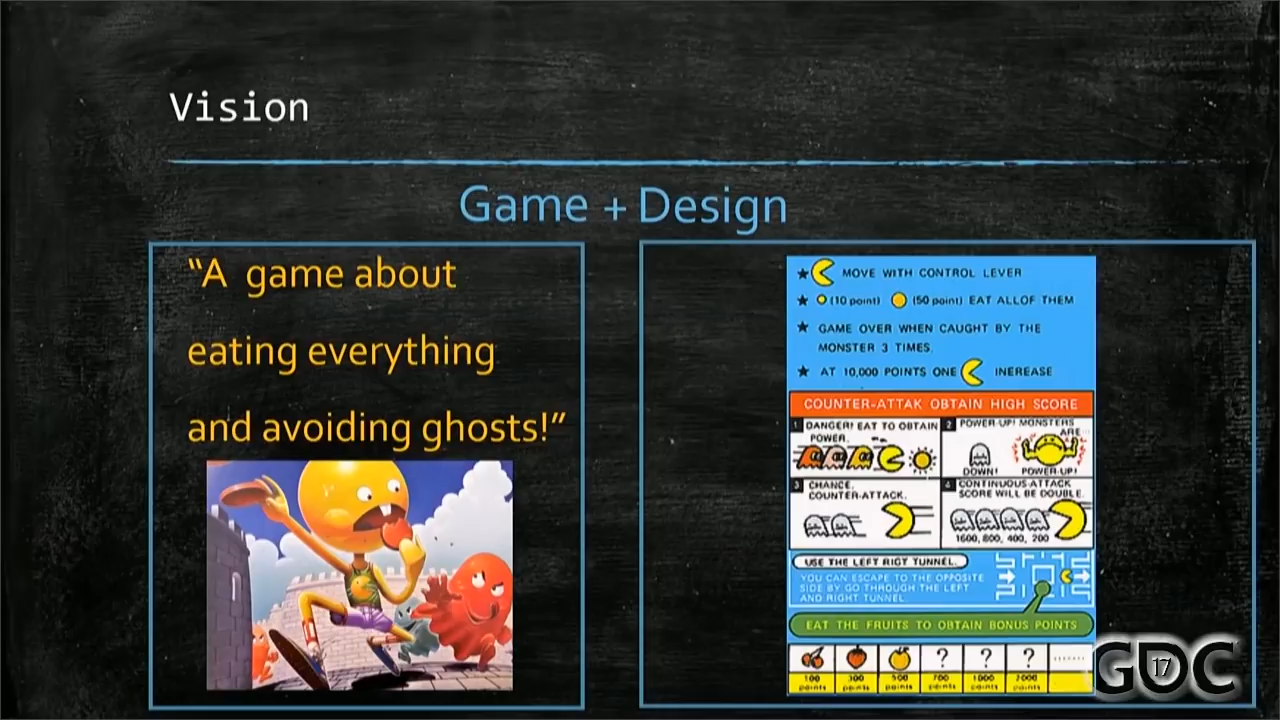 Vision
Game + Design
“A game about
eating everything
and avoiding ghosts!”
★ MOVE WITH CONTROL LEVER
★ (10 point) (50 point) EAT ALLOF THEM
★ GAME OVER WHEN CAUGHT BY THE
MONSTER 3 TIMES.
★ AT 10,000 POINTS ONE INEREASE
COUNTER-ATTAK OBTAIN HIGH SCORE
1 DANGER! EAT TO OBTAIN
POWER.
2 POWER-UP! MONSTERS
ARE...
DOWN! POWER-UP!
3 CHANCE.
COUNTER-ATTACK.
4 CONTINUOUS ATTACK
SCORE WILL BE DOUBLE.
1600, 800, 400, 200
USE THE LEFT RIGT TUNNEL.
YOU CAN ESCAPE TO THE OPPOSITE
SIDE BY GO THROUGH THE LEFT
AND RIGHT TUNNEL.
EAT THE FRUITS TO OBTAIN BONUS POINTS
? ? ? .......
100 300 500 700 1000 2000
points points points points points points
GDC
17